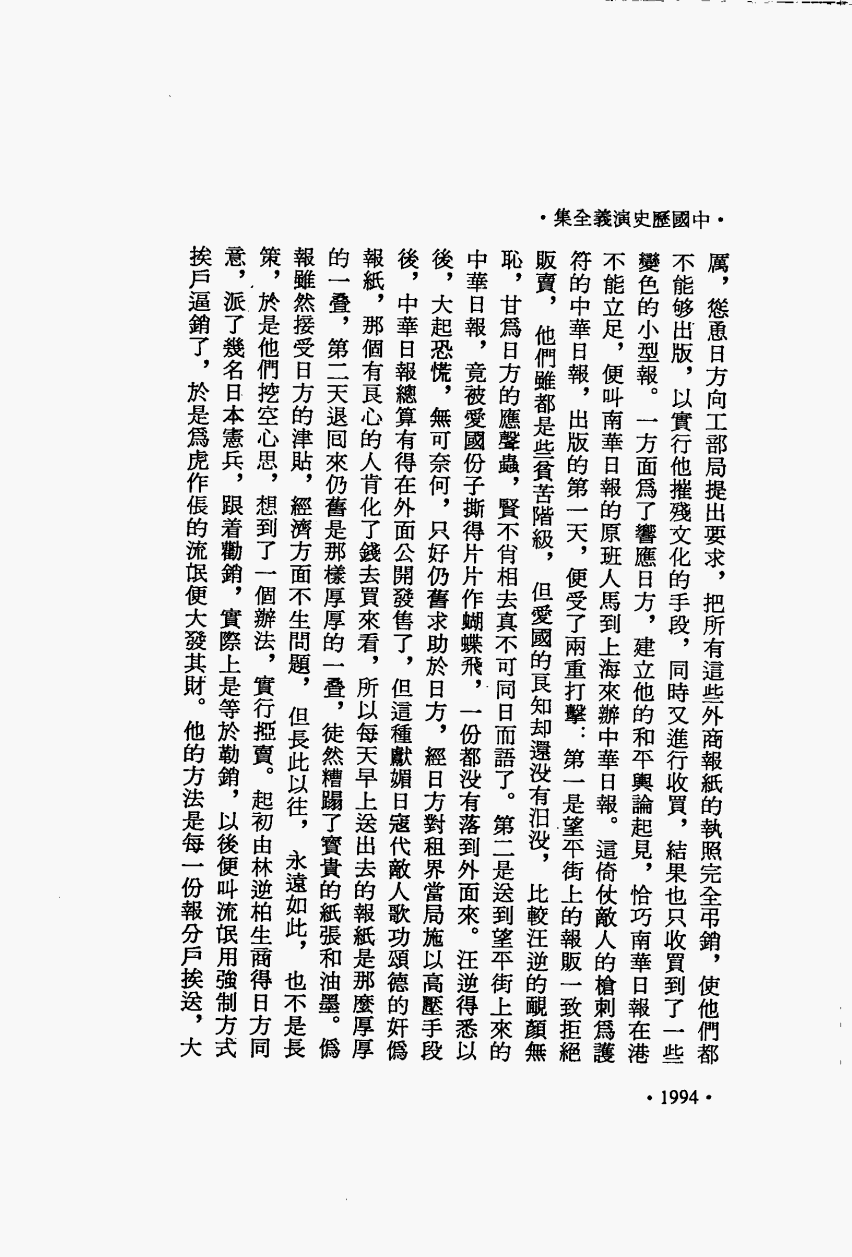 ·中國歷史演義全集·
厲，慫恿日方向工部局提出要求，把所有這些外商報紙的執照完全弔銷，使他們都
不能够出版，以實行他摧殘文化的手段，同時又進行收買，結果也只收買到了一些
變色的小型報。一方面爲了響應日方，建立他的和平輿論起見，恰巧南華日報在港
不能立足，便叫南華日報的原班人馬到上海來辦中華日報。這倚仗敵人的槍刺爲護
符的中華日報，出版的第一天，便受了兩重打擊：第一是望平街上的報販一致拒絕
販賣，他們雖都是些貧苦階級，但愛國的良知却還没有汩没，比較汪逆的靦顏無
恥，甘爲日方的應聲蟲，賢不肖相去真不可同日而語了。第二是送到望平街上來的
中華日報，竟被愛國份子撕得片片作蝴蝶飛，一份都没有落到外面來。汪逆得悉以
後，大起恐慌，無可奈何，只好仍舊求助於日方，經日方對租界當局施以高壓手段
後，中華日報總算有得在外面公開發售了，但這種獻媚日寇代敵人歌功頌德的奸僞
報紙，那個有良心的人肯化了錢去買來看，所以每天早上送出去的報紙是那麼厚厚
的一疊，第二天退回來仍舊是那樣厚厚的一疊，徒然糟蹋了寶貴的紙張和油墨。僞
報雖然接受日方的津貼，經濟方面不生問題，但長此以往，永遠如此，也不是長
策，於是他們挖空心思，想到了一個辦法，實行挜賣。起初由林逆柏生商得日方同
意，派了幾名日本憲兵，跟着勸銷，實際上是等於勒銷，以後便叫流氓用強制方式
挨戶逼銷了，於是爲虎作倀的流氓便大發其財。他的方法是每一份報分戶挨送，大
·1994·